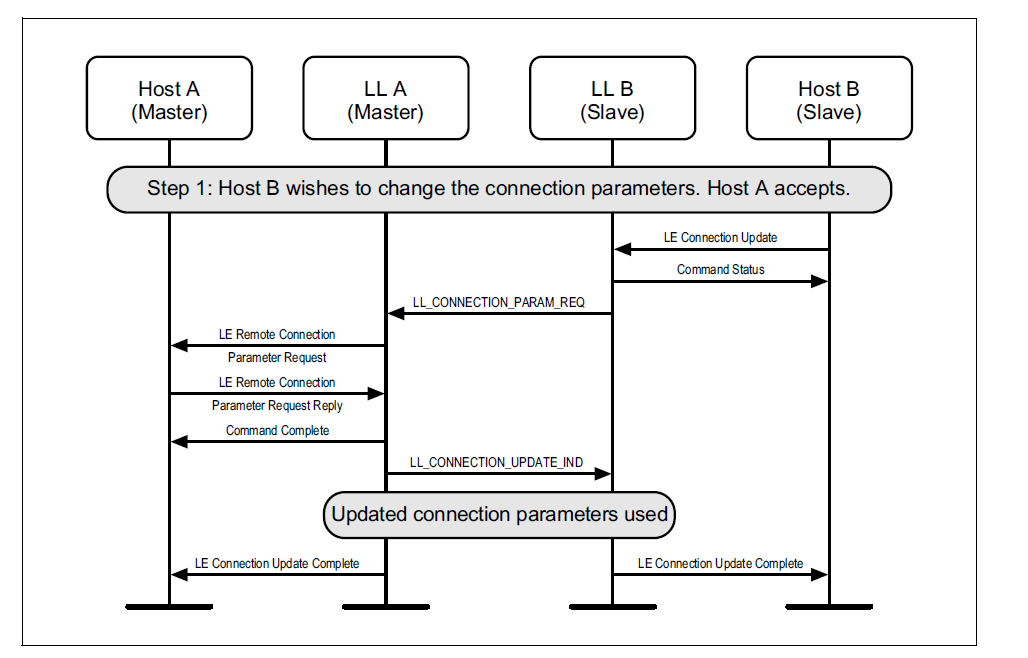 Host A
(Master)
LL A
(Master)
LL B
(Slave)
Host B
(Slave)
Step 1: Host B wishes to change the connection parameters. Host A accepts.
LE Connection Update
Command Status
LL_CONNECTION_PARAM_REQ
LE Remote Connection
Parameter Request
LE Remote Connection
Parameter Request Reply
Command Complete
LL_CONNECTION_UPDATE_IND
Updated connection parameters used
LE Connection Update Complete
LE Connection Update Complete